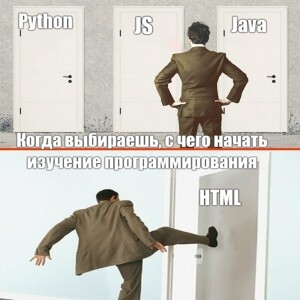 Python
JS
Java
Когда выбираешь, с чего начать
изучение программирования
HTML